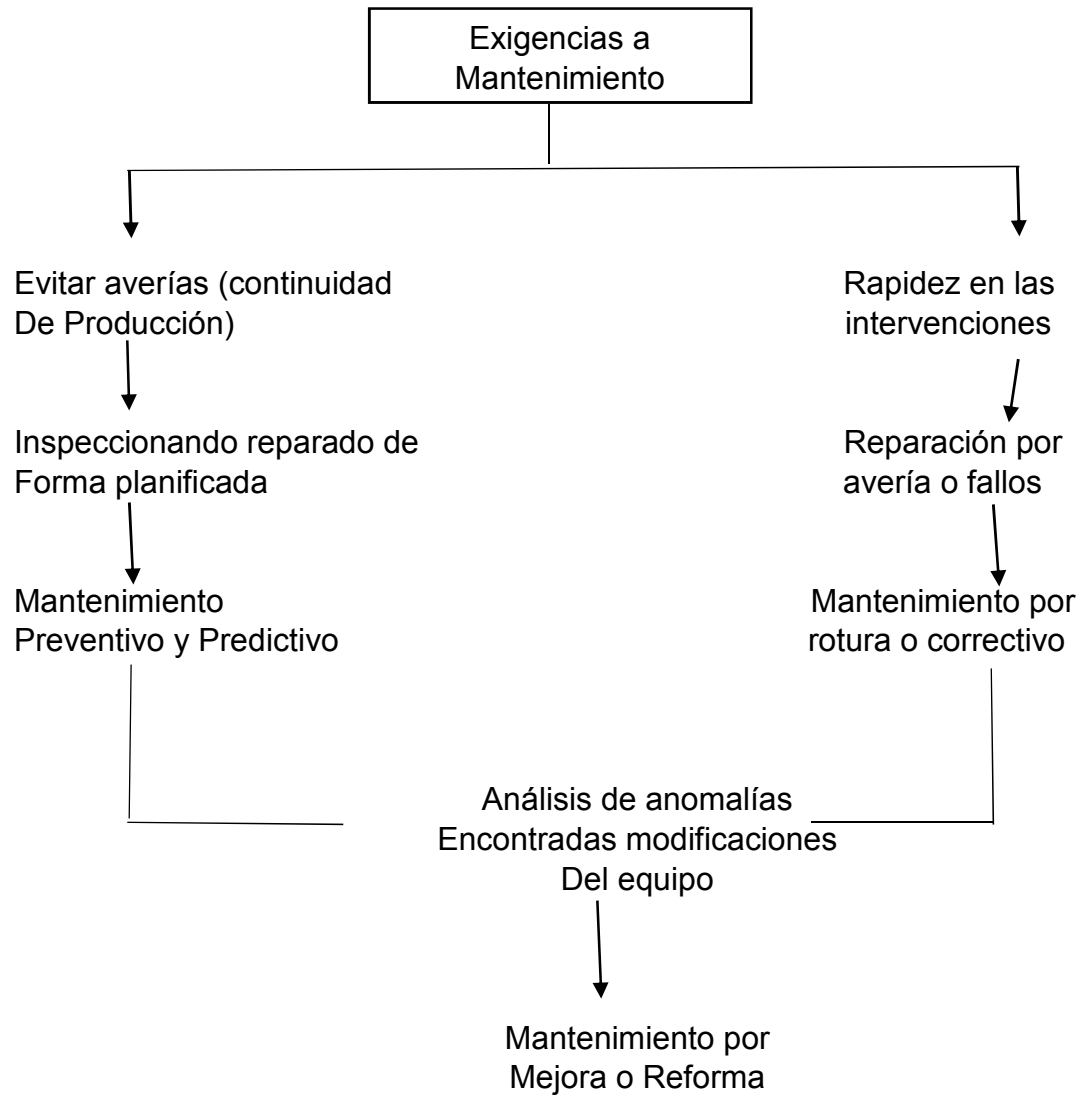 Exigencias a
Mantenimiento
Evitar averías (continuidad
De Producción)
Rapidez en las
intervenciones
Inspeccionando reparado de
Forma planificada
Reparación por
avería o fallos
Mantenimiento
Preventivo y Predictivo
Mantenimiento por
rotura o correctivo
Análisis de anomalías
Encontradas modificaciones
Del equipo
Mantenimiento por
Mejora o Reforma